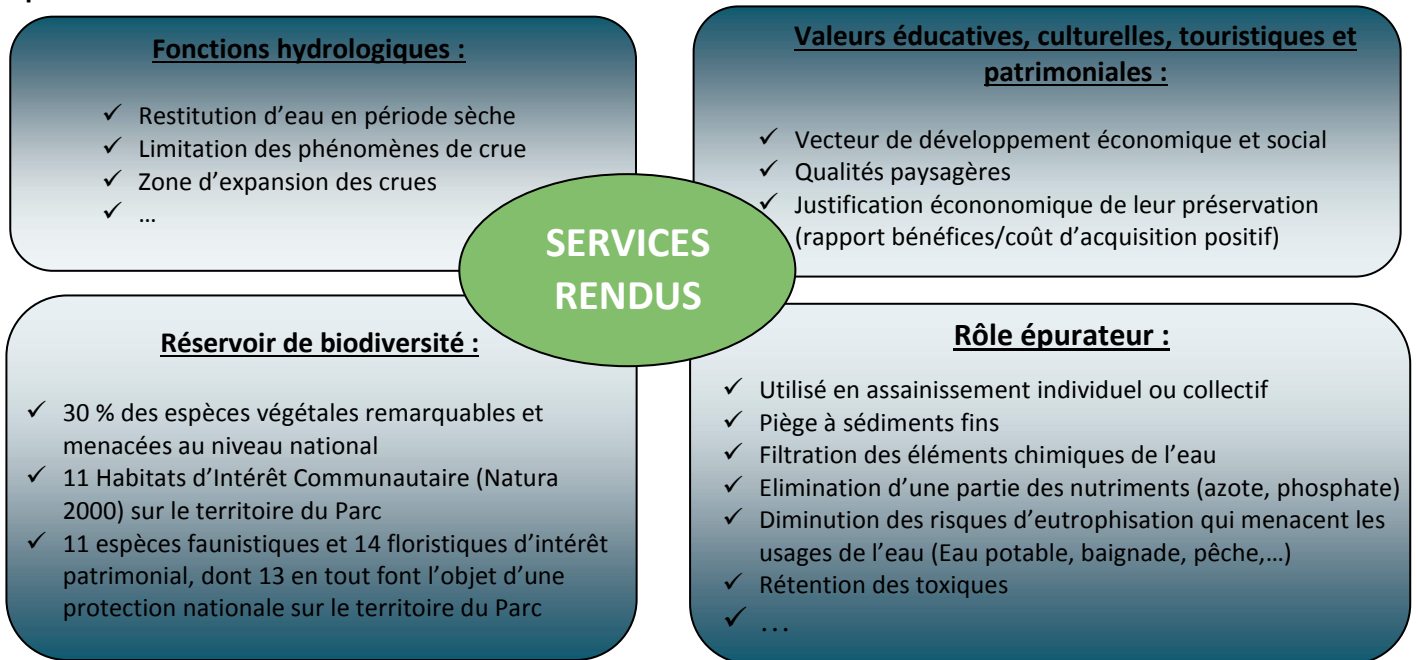 Fonctions hydrologiques :
✓ Restitution d’eau en période sèche
✓ Limitation des phénomènes de crue
✓ Zone d’expansion des crues
✓ …
Valeurs éducatives, culturelles, touristiques et
patrimoniales :
✓ Vecteur de développement économique et social
✓ Qualités paysagères
✓ Justification écononomique de leur préservation
(rapport bénéfices/coût d’acquisition positif)
SERVICES
RENDUS
Réservoir de biodiversité :
✓ 30 % des espèces végétales remarquables et
menacées au niveau national
✓ 11 Habitats d’Intérêt Communautaire (Natura
2000) sur le territoire du Parc
✓ 11 espèces faunistiques et 14 floristiques d’intérêt
patrimonial, dont 13 en tout font l’objet d’une
protection nationale sur le territoire du Parc
Rôle épurateur :
✓ Utilisé en assainissement individuel ou collectif
✓ Piège à sédiments fins
✓ Filtration des éléments chimiques de l’eau
✓ Elimination d’une partie des nutriments (azote, phosphate)
✓ Diminution des risques d’eutrophisation qui menacent les
usages de l’eau (Eau potable, baignade, pêche,…)
✓ Rétention des toxiques
✓ …